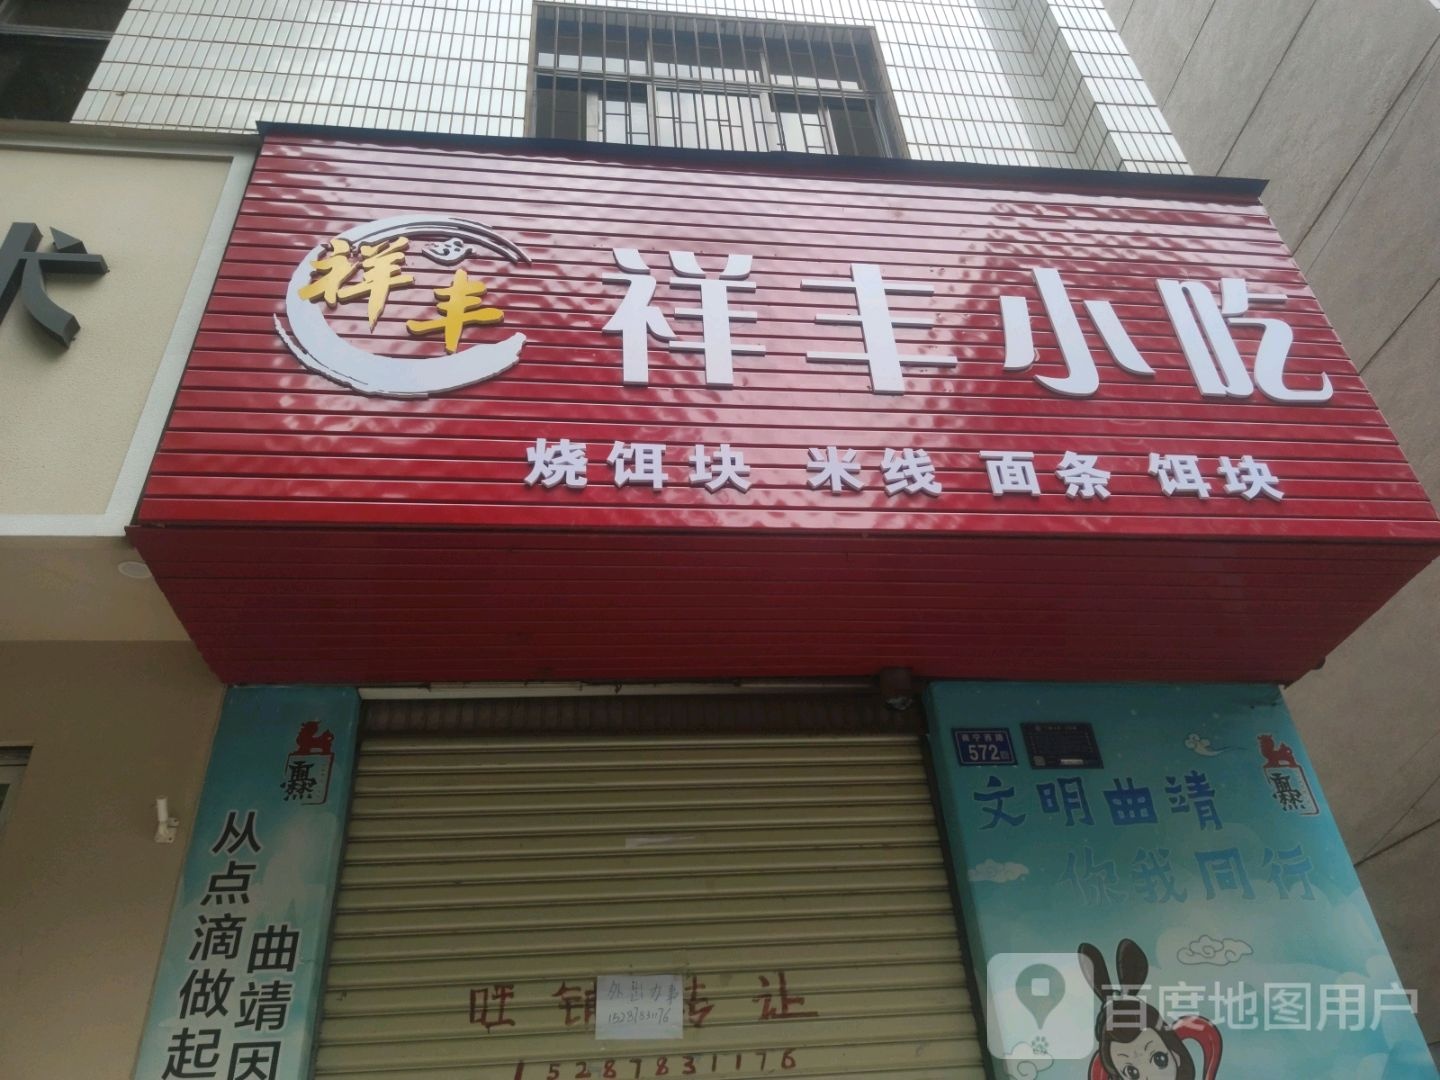 祥丰
祥丰小吃
烧饵块 米线 面条 饵块
572
文明曲靖
你我同行
从点滴做起
曲靖因
旺铺转让
外出办事
15287831176
15287831176
百度地图用户